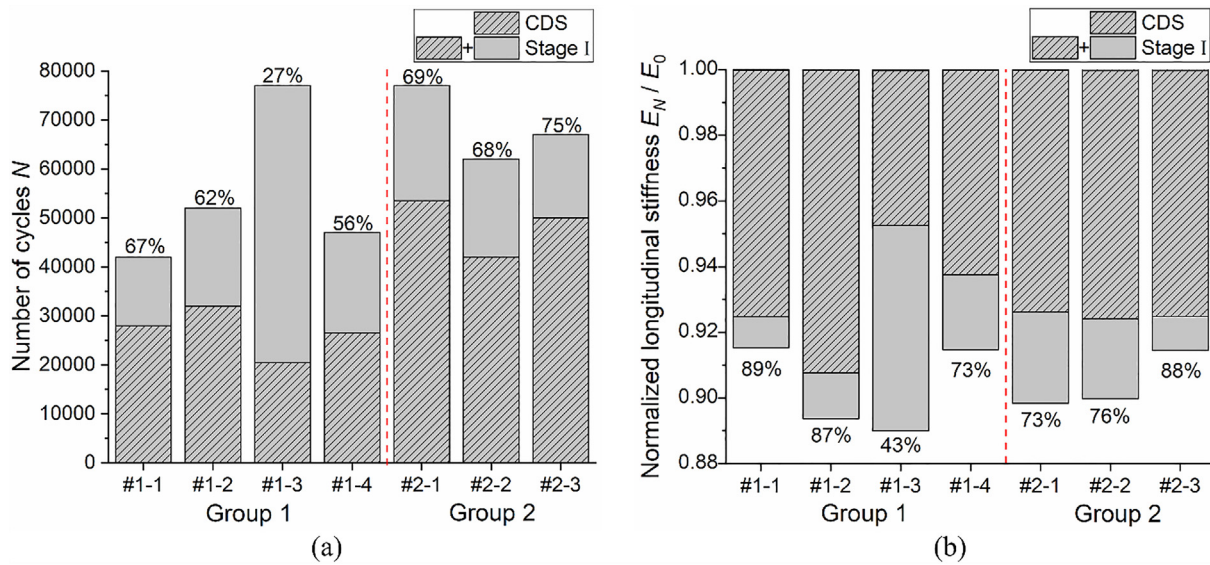 CDS
+ Stage I
Number of cycles N
80000
70000
60000
50000
40000
30000
20000
10000
0
67%
62%
27%
56%
69%
68%
75%
#1-1 #1-2 #1-3 #1-4 #2-1 #2-2 #2-3
Group 1 Group 2
(a)
CDS
+ Stage I
Normalized longitudinal stiffness E_N / E_0
1.00
0.98
0.96
0.94
0.92
0.90
0.88
89%
87%
43%
73%
73%
76%
88%
#1-1 #1-2 #1-3 #1-4 #2-1 #2-2 #2-3
Group 1 Group 2
(b)